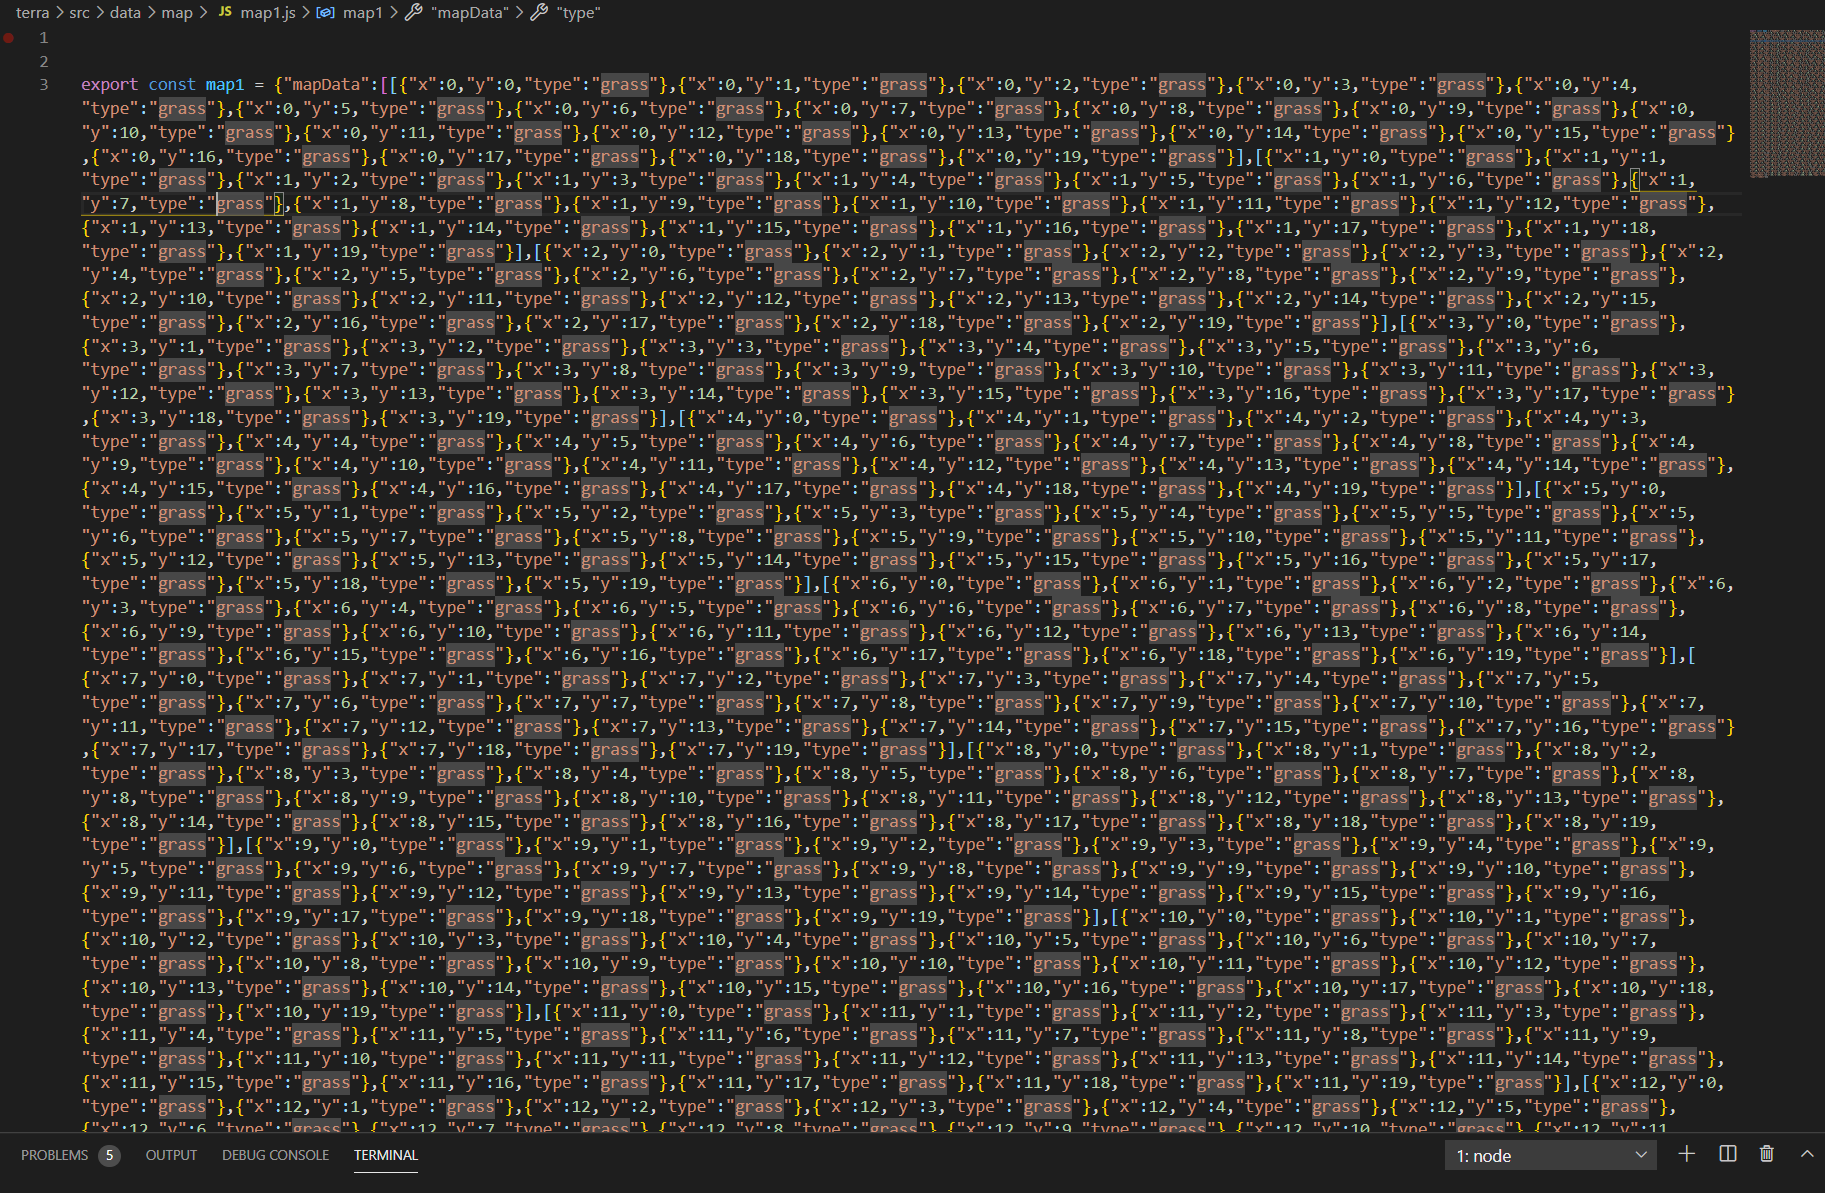 terra > src > data > map > JS map1.js > map1 > "mapData" > "type"
1
2
3 export const map1 = {"mapData":[[{"x":0,"y":0,"type":"grass"},{"x":0,"y":1,"type":"grass"},{"x":0,"y":2,"type":"grass"},{"x":0,"y":3,"type":"grass"},{"x":0,"y":4,
"type":"grass"},{"x":0,"y":5,"type":"grass"},{"x":0,"y":6,"type":"grass"},{"x":0,"y":7,"type":"grass"},{"x":0,"y":8,"type":"grass"},{"x":0,"y":9,"type":"grass"},{"x":0,
"y":10,"type":"grass"},{"x":0,"y":11,"type":"grass"},{"x":0,"y":12,"type":"grass"},{"x":0,"y":13,"type":"grass"},{"x":0,"y":14,"type":"grass"},{"x":0,"y":15,"type":"grass"}
,{"x":0,"y":16,"type":"grass"},{"x":0,"y":17,"type":"grass"},{"x":0,"y":18,"type":"grass"},{"x":0,"y":19,"type":"grass"}],[{"x":1,"y":0,"type":"grass"},{"x":1,"y":1,
"type":"grass"},{"x":1,"y":2,"type":"grass"},{"x":1,"y":3,"type":"grass"},{"x":1,"y":4,"type":"grass"},{"x":1,"y":5,"type":"grass"},{"x":1,"y":6,"type":"grass"},{"x":1,
"y":7,"type":"grass"},{"x":1,"y":8,"type":"grass"},{"x":1,"y":9,"type":"grass"},{"x":1,"y":10,"type":"grass"},{"x":1,"y":11,"type":"grass"},{"x":1,"y":12,"type":"grass"},
{"x":1,"y":13,"type":"grass"},{"x":1,"y":14,"type":"grass"},{"x":1,"y":15,"type":"grass"},{"x":1,"y":16,"type":"grass"},{"x":1,"y":17,"type":"grass"},{"x":1,"y":18,
"type":"grass"},{"x":1,"y":19,"type":"grass"}],[{"x":2,"y":0,"type":"grass"},{"x":2,"y":1,"type":"grass"},{"x":2,"y":2,"type":"grass"},{"x":2,"y":3,"type":"grass"},{"x":2,
"y":4,"type":"grass"},{"x":2,"y":5,"type":"grass"},{"x":2,"y":6,"type":"grass"},{"x":2,"y":7,"type":"grass"},{"x":2,"y":8,"type":"grass"},{"x":2,"y":9,"type":"grass"},
{"x":2,"y":10,"type":"grass"},{"x":2,"y":11,"type":"grass"},{"x":2,"y":12,"type":"grass"},{"x":2,"y":13,"type":"grass"},{"x":2,"y":14,"type":"grass"},{"x":2,"y":15,
"type":"grass"},{"x":2,"y":16,"type":"grass"},{"x":2,"y":17,"type":"grass"},{"x":2,"y":18,"type":"grass"},{"x":2,"y":19,"type":"grass"}],[{"x":3,"y":0,"type":"grass"},
{"x":3,"y":1,"type":"grass"},{"x":3,"y":2,"type":"grass"},{"x":3,"y":3,"type":"grass"},{"x":3,"y":4,"type":"grass"},{"x":3,"y":5,"type":"grass"},{"x":3,"y":6,
"type":"grass"},{"x":3,"y":7,"type":"grass"},{"x":3,"y":8,"type":"grass"},{"x":3,"y":9,"type":"grass"},{"x":3,"y":10,"type":"grass"},{"x":3,"y":11,"type":"grass"},{"x":3,
"y":12,"type":"grass"},{"x":3,"y":13,"type":"grass"},{"x":3,"y":14,"type":"grass"},{"x":3,"y":15,"type":"grass"},{"x":3,"y":16,"type":"grass"},{"x":3,"y":17,"type":"grass"}
,{"x":3,"y":18,"type":"grass"},{"x":3,"y":19,"type":"grass"}],[{"x":4,"y":0,"type":"grass"},{"x":4,"y":1,"type":"grass"},{"x":4,"y":2,"type":"grass"},{"x":4,"y":3,
"type":"grass"},{"x":4,"y":4,"type":"grass"},{"x":4,"y":5,"type":"grass"},{"x":4,"y":6,"type":"grass"},{"x":4,"y":7,"type":"grass"},{"x":4,"y":8,"type":"grass"},{"x":4,
"y":9,"type":"grass"},{"x":4,"y":10,"type":"grass"},{"x":4,"y":11,"type":"grass"},{"x":4,"y":12,"type":"grass"},{"x":4,"y":13,"type":"grass"},{"x":4,"y":14,"type":"grass"},
{"x":4,"y":15,"type":"grass"},{"x":4,"y":16,"type":"grass"},{"x":4,"y":17,"type":"grass"},{"x":4,"y":18,"type":"grass"},{"x":4,"y":19,"type":"grass"}],[{"x":5,"y":0,
"type":"grass"},{"x":5,"y":1,"type":"grass"},{"x":5,"y":2,"type":"grass"},{"x":5,"y":3,"type":"grass"},{"x":5,"y":4,"type":"grass"},{"x":5,"y":5,"type":"grass"},{"x":5,
"y":6,"type":"grass"},{"x":5,"y":7,"type":"grass"},{"x":5,"y":8,"type":"grass"},{"x":5,"y":9,"type":"grass"},{"x":5,"y":10,"type":"grass"},{"x":5,"y":11,"type":"grass"},
{"x":5,"y":12,"type":"grass"},{"x":5,"y":13,"type":"grass"},{"x":5,"y":14,"type":"grass"},{"x":5,"y":15,"type":"grass"},{"x":5,"y":16,"type":"grass"},{"x":5,"y":17,
"type":"grass"},{"x":5,"y":18,"type":"grass"},{"x":5,"y":19,"type":"grass"}],[{"x":6,"y":0,"type":"grass"},{"x":6,"y":1,"type":"grass"},{"x":6,"y":2,"type":"grass"},{"x":6,
"y":3,"type":"grass"},{"x":6,"y":4,"type":"grass"},{"x":6,"y":5,"type":"grass"},{"x":6,"y":6,"type":"grass"},{"x":6,"y":7,"type":"grass"},{"x":6,"y":8,"type":"grass"},
{"x":6,"y":9,"type":"grass"},{"x":6,"y":10,"type":"grass"},{"x":6,"y":11,"type":"grass"},{"x":6,"y":12,"type":"grass"},{"x":6,"y":13,"type":"grass"},{"x":6,"y":14,
"type":"grass"},{"x":6,"y":15,"type":"grass"},{"x":6,"y":16,"type":"grass"},{"x":6,"y":17,"type":"grass"},{"x":6,"y":18,"type":"grass"},{"x":6,"y":19,"type":"grass"}],[
{"x":7,"y":0,"type":"grass"},{"x":7,"y":1,"type":"grass"},{"x":7,"y":2,"type":"grass"},{"x":7,"y":3,"type":"grass"},{"x":7,"y":4,"type":"grass"},{"x":7,"y":5,
"type":"grass"},{"x":7,"y":6,"type":"grass"},{"x":7,"y":7,"type":"grass"},{"x":7,"y":8,"type":"grass"},{"x":7,"y":9,"type":"grass"},{"x":7,"y":10,"type":"grass"},{"x":7,
"y":11,"type":"grass"},{"x":7,"y":12,"type":"grass"},{"x":7,"y":13,"type":"grass"},{"x":7,"y":14,"type":"grass"},{"x":7,"y":15,"type":"grass"},{"x":7,"y":16,"type":"grass"}
,{"x":7,"y":17,"type":"grass"},{"x":7,"y":18,"type":"grass"},{"x":7,"y":19,"type":"grass"}],[{"x":8,"y":0,"type":"grass"},{"x":8,"y":1,"type":"grass"},{"x":8,"y":2,
"type":"grass"},{"x":8,"y":3,"type":"grass"},{"x":8,"y":4,"type":"grass"},{"x":8,"y":5,"type":"grass"},{"x":8,"y":6,"type":"grass"},{"x":8,"y":7,"type":"grass"},{"x":8,
"y":8,"type":"grass"},{"x":8,"y":9,"type":"grass"},{"x":8,"y":10,"type":"grass"},{"x":8,"y":11,"type":"grass"},{"x":8,"y":12,"type":"grass"},{"x":8,"y":13,"type":"grass"},
{"x":8,"y":14,"type":"grass"},{"x":8,"y":15,"type":"grass"},{"x":8,"y":16,"type":"grass"},{"x":8,"y":17,"type":"grass"},{"x":8,"y":18,"type":"grass"},{"x":8,"y":19,
"type":"grass"}],[{"x":9,"y":0,"type":"grass"},{"x":9,"y":1,"type":"grass"},{"x":9,"y":2,"type":"grass"},{"x":9,"y":3,"type":"grass"},{"x":9,"y":4,"type":"grass"},{"x":9,
"y":5,"type":"grass"},{"x":9,"y":6,"type":"grass"},{"x":9,"y":7,"type":"grass"},{"x":9,"y":8,"type":"grass"},{"x":9,"y":9,"type":"grass"},{"x":9,"y":10,"type":"grass"},
{"x":9,"y":11,"type":"grass"},{"x":9,"y":12,"type":"grass"},{"x":9,"y":13,"type":"grass"},{"x":9,"y":14,"type":"grass"},{"x":9,"y":15,"type":"grass"},{"x":9,"y":16,
"type":"grass"},{"x":9,"y":17,"type":"grass"},{"x":9,"y":18,"type":"grass"},{"x":9,"y":19,"type":"grass"}],[{"x":10,"y":0,"type":"grass"},{"x":10,"y":1,"type":"grass"},
{"x":10,"y":2,"type":"grass"},{"x":10,"y":3,"type":"grass"},{"x":10,"y":4,"type":"grass"},{"x":10,"y":5,"type":"grass"},{"x":10,"y":6,"type":"grass"},{"x":10,"y":7,
"type":"grass"},{"x":10,"y":8,"type":"grass"},{"x":10,"y":9,"type":"grass"},{"x":10,"y":10,"type":"grass"},{"x":10,"y":11,"type":"grass"},{"x":10,"y":12,"type":"grass"},
{"x":10,"y":13,"type":"grass"},{"x":10,"y":14,"type":"grass"},{"x":10,"y":15,"type":"grass"},{"x":10,"y":16,"type":"grass"},{"x":10,"y":17,"type":"grass"},{"x":10,"y":18,
"type":"grass"},{"x":10,"y":19,"type":"grass"}],[{"x":11,"y":0,"type":"grass"},{"x":11,"y":1,"type":"grass"},{"x":11,"y":2,"type":"grass"},{"x":11,"y":3,"type":"grass"},
{"x":11,"y":4,"type":"grass"},{"x":11,"y":5,"type":"grass"},{"x":11,"y":6,"type":"grass"},{"x":11,"y":7,"type":"grass"},{"x":11,"y":8,"type":"grass"},{"x":11,"y":9,
"type":"grass"},{"x":11,"y":10,"type":"grass"},{"x":11,"y":11,"type":"grass"},{"x":11,"y":12,"type":"grass"},{"x":11,"y":13,"type":"grass"},{"x":11,"y":14,"type":"grass"},
{"x":11,"y":15,"type":"grass"},{"x":11,"y":16,"type":"grass"},{"x":11,"y":17,"type":"grass"},{"x":11,"y":18,"type":"grass"},{"x":11,"y":19,"type":"grass"}],[{"x":12,"y":0,
"type":"grass"},{"x":12,"y":1,"type":"grass"},{"x":12,"y":2,"type":"grass"},{"x":12,"y":3,"type":"grass"},{"x":12,"y":4,"type":"grass"},{"x":12,"y":5,"type":"grass"},
{"x":12,"y":6,"type":"grass"},{"x":12,"y":7,"type":"grass"},{"x":12,"y":8,"type":"grass"},{"x":12,"y":9,"type":"grass"},{"x":12,"y":10,"type":"grass"},{"x":12,"y":11,
PROBLEMS 5 OUTPUT DEBUG CONSOLE TERMINAL 1: node